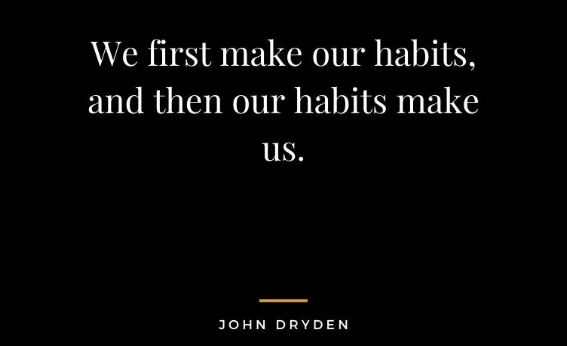 We first make our habits,
and then our habits make
us.
JOHN DRYDEN